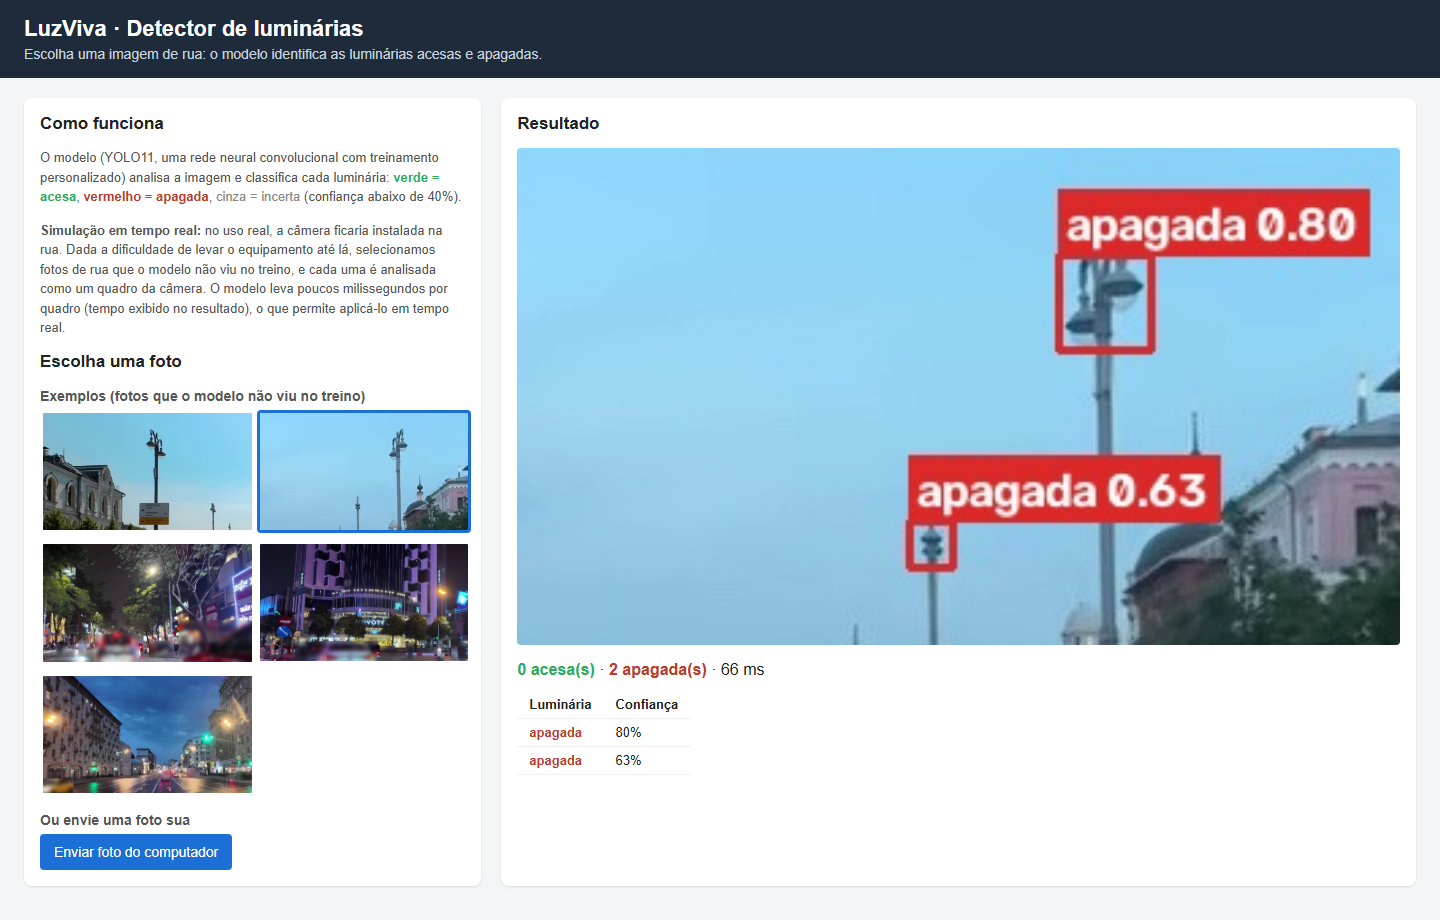 LuzViva · Detector de luminárias
Escolha uma imagem de rua: o modelo identifica as luminárias acesas e apagadas.
Como funciona
O modelo (YOLO11, uma rede neural convolucional com treinamento
personalizado) analisa a imagem e classifica cada luminária: verde =
acesa, vermelho = apagada, cinza = incerta (confiança abaixo de 40%).
Simulação em tempo real: no uso real, a câmera ficaria instalada na
rua. Dada a dificuldade de levar o equipamento até lá, selecionamos
fotos de rua que o modelo não viu no treino, e cada uma é analisada
como um quadro da câmera. O modelo leva poucos milissegundos por
quadro (tempo exibido no resultado), o que permite aplicá-lo em tempo
real.
Escolha uma foto
Exemplos (fotos que o modelo não viu no treino)
Ou envie uma foto sua
Enviar foto do computador
Resultado
apagada 0.80
apagada 0.63
0 acesa(s) · 2 apagada(s) · 66 ms
Luminária Confiança
apagada 80%
apagada 63%